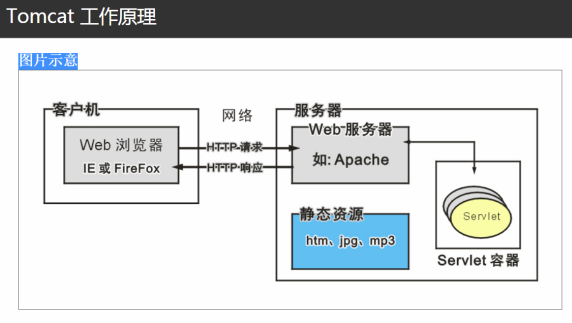 Tomcat 工作原理
图片示意
客户机
网络
服务器
Web 服务器
Web 浏览器
IE 或 FireFox
HTTP 请求
HTTP 响应
如: Apache
静态资源
htm、jpg、mp3
Servlet
Servlet 容器